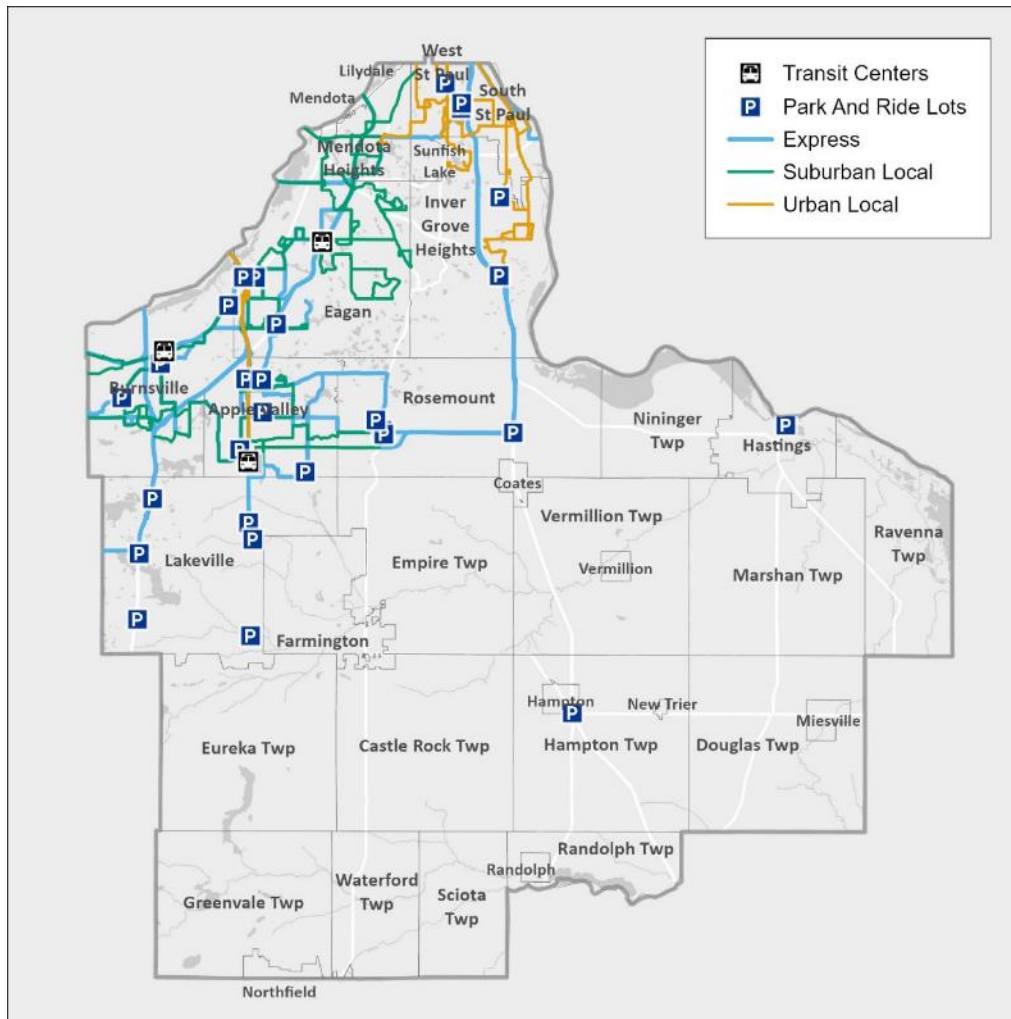 West
St Paul
Lilydale
Mendota
South
St Paul
Mendota
Heights
Sunfish
Lake
Inver
Grove
Heights
Eagan
Burnsville
Apple Valley
Rosemount
Nininger
Twp
Hastings
Coates
Vermillion Twp
Ravenna
Twp
Lakeville
Empire Twp
Vermillion
Marshan Twp
Farmington
Hampton
New Trier
Miesville
Eureka Twp
Castle Rock Twp
Hampton Twp
Douglas Twp
Randolph Twp
Randolph
Greenvale Twp
Waterford
Twp
Sciota
Twp
Northfield
Transit Centers
P Park And Ride Lots
Express
Suburban Local
Urban Local